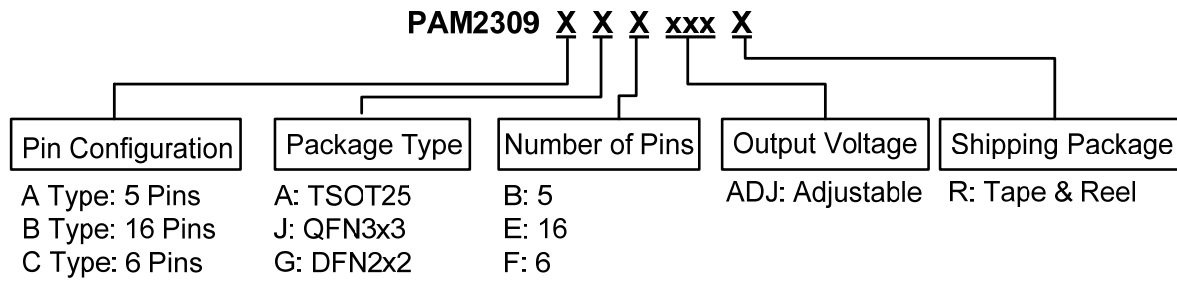 PAM2309 X X X xxx X
Pin Configuration
A Type: 5 Pins
B Type: 16 Pins
C Type: 6 Pins
Package Type
A: TSOT25
J: QFN3x3
G: DFN2x2
Number of Pins
B: 5
E: 16
F: 6
Output Voltage
ADJ: Adjustable
Shipping Package
R: Tape & Reel